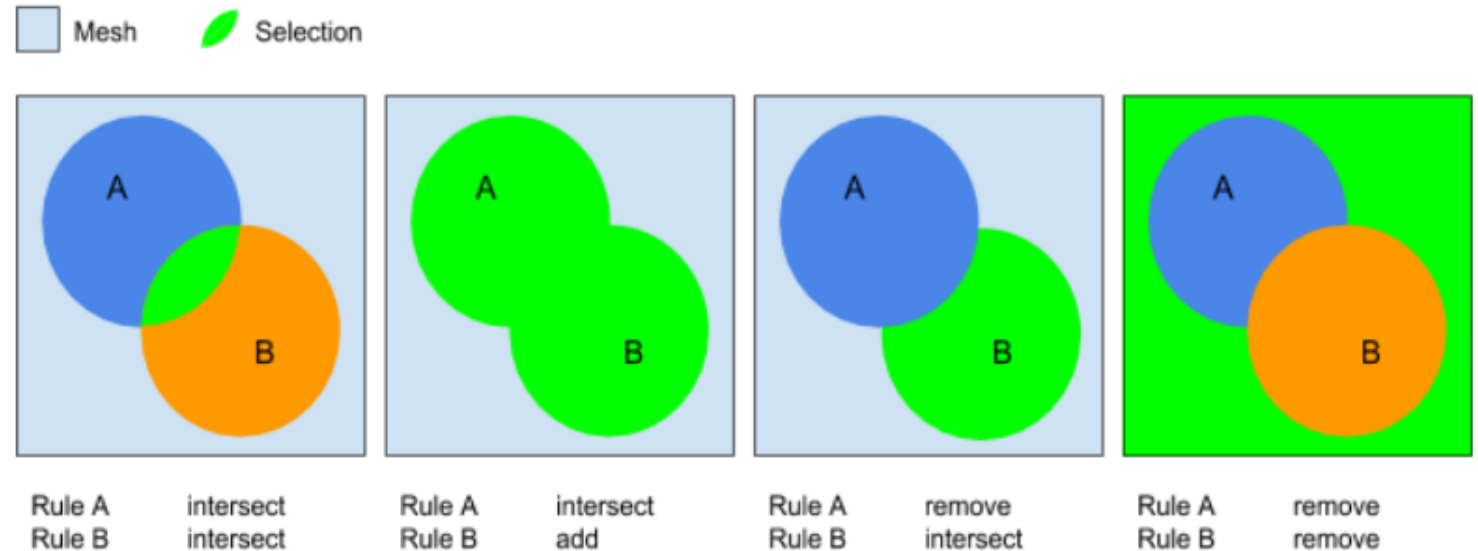 Mesh Selection
A A A A
B B B B
Rule A intersect Rule A intersect Rule A remove Rule A remove
Rule B intersect Rule B add Rule B intersect Rule B remove